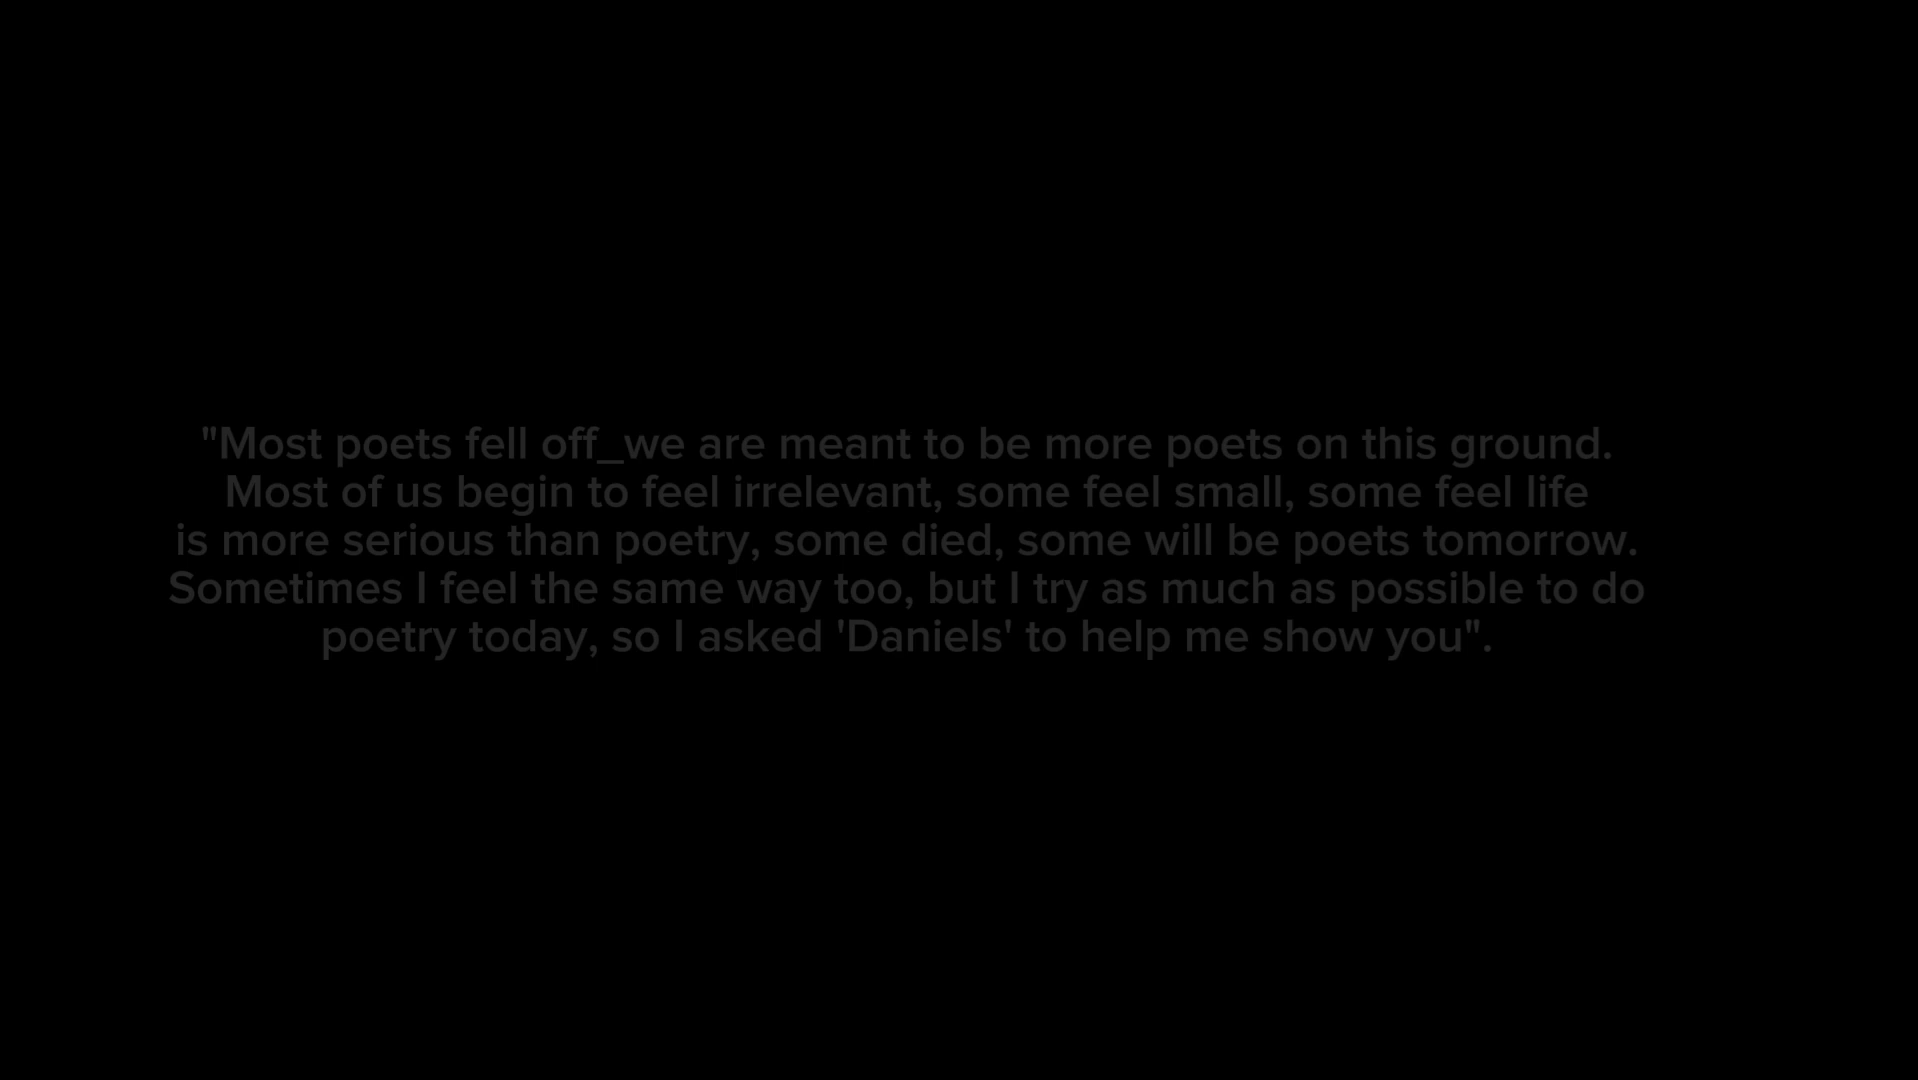 "Most poets fell off_we are meant to be more poets on this ground.
Most of us begin to feel irrelevant, some feel small, some feel life
is more serious than poetry, some died, some will be poets tomorrow.
Sometimes I feel the same way too, but I try as much as possible to do
poetry today, so I asked 'Daniels' to help me show you".